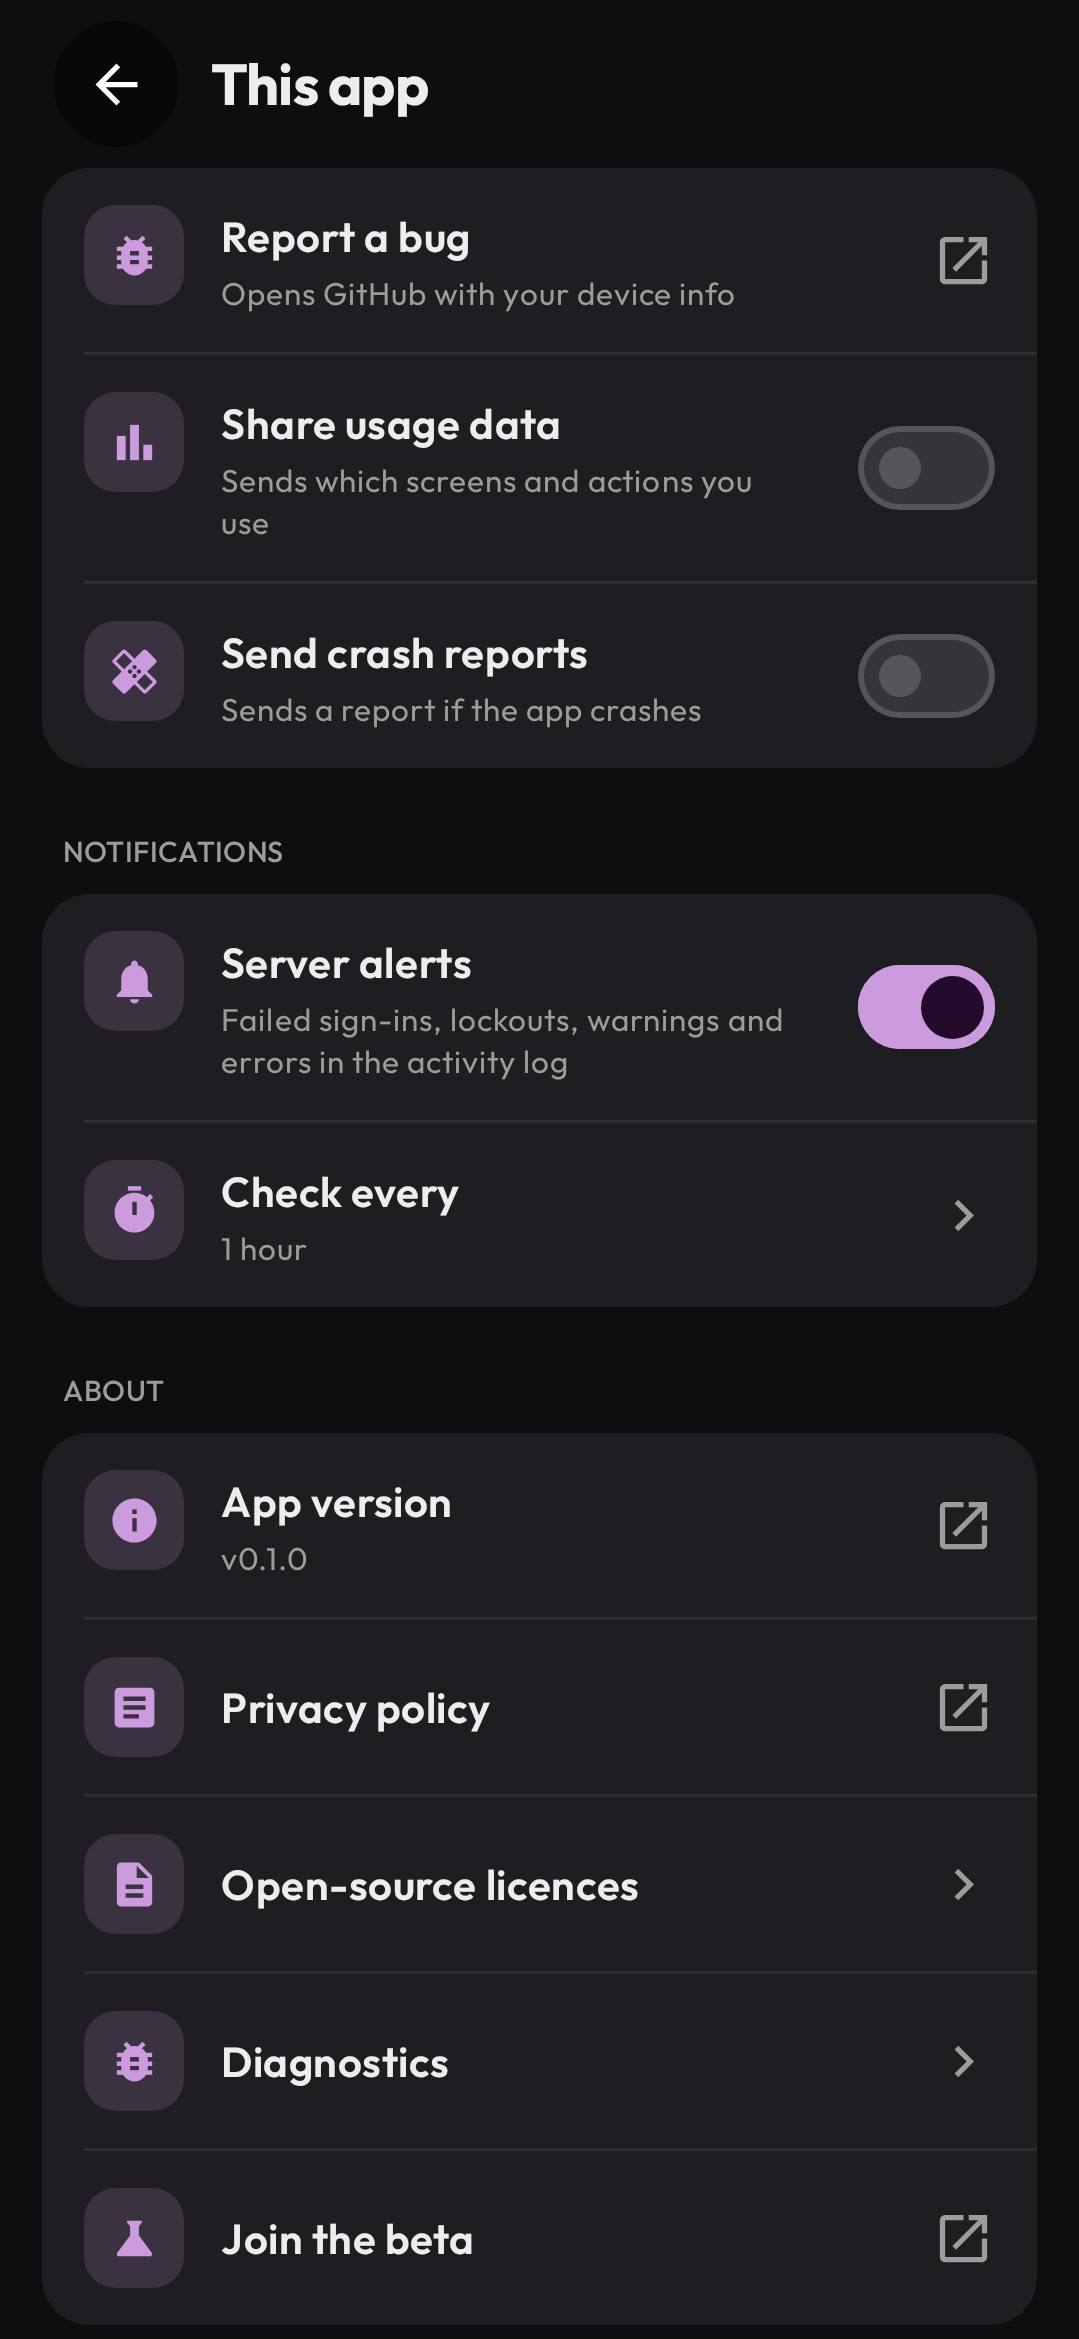 This app
Report a bug
Opens GitHub with your device info
Share usage data
Sends which screens and actions you
use
Send crash reports
Sends a report if the app crashes
NOTIFICATIONS
Server alerts
Failed sign-ins, lockouts, warnings and
errors in the activity log
Check every
1 hour
ABOUT
App version
v0.1.0
Privacy policy
Open-source licences
Diagnostics
Join the beta